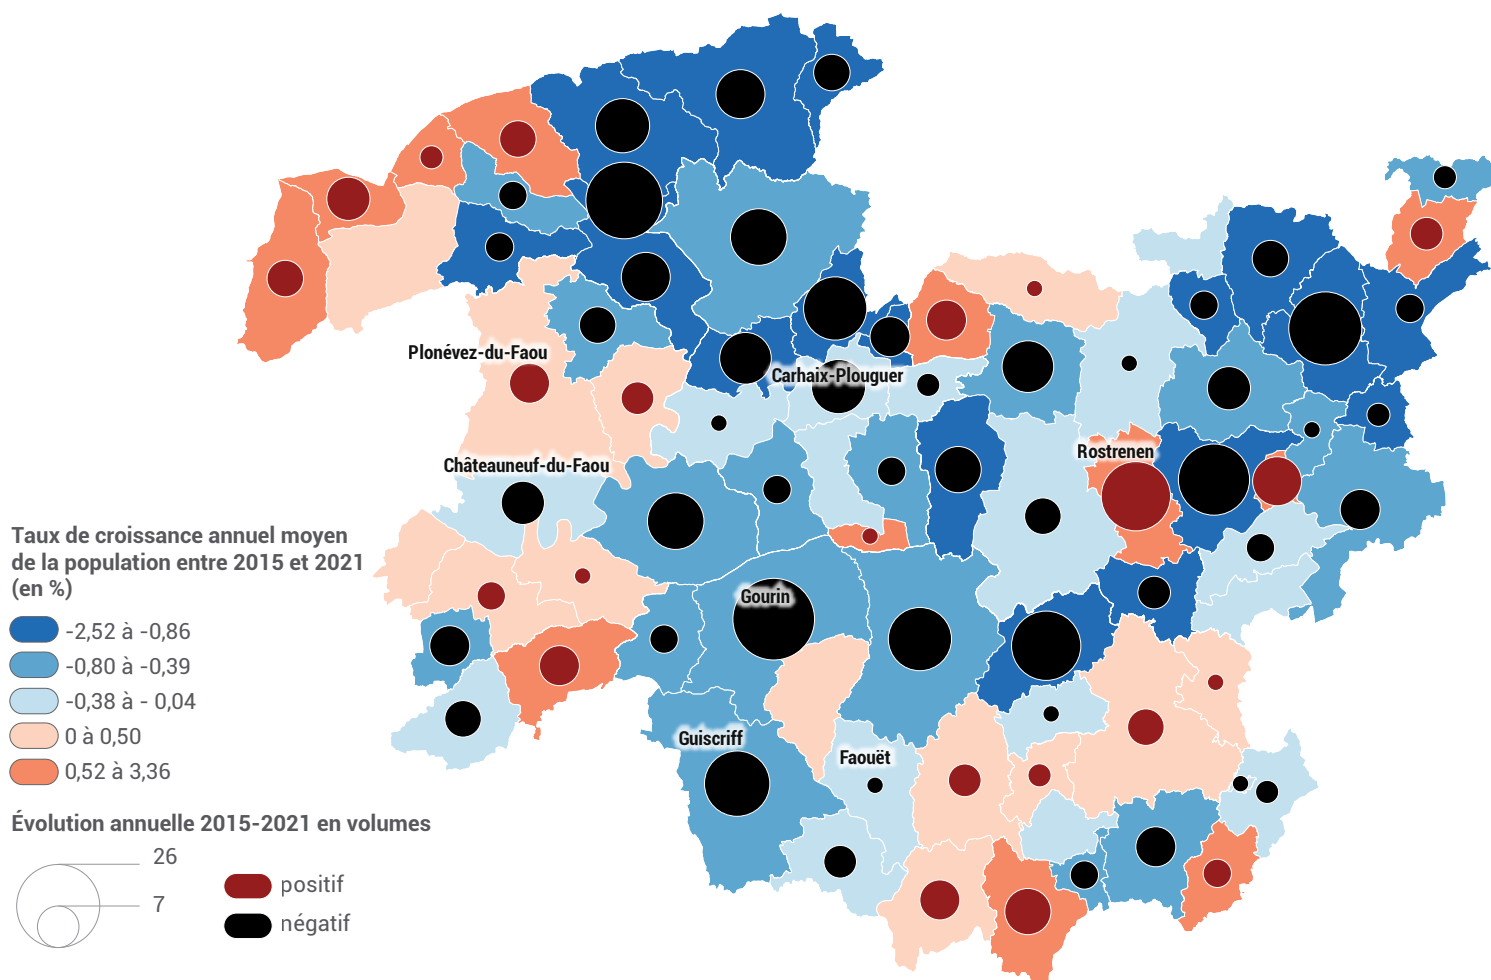 Plonévez-du-Faou
Carhaix-Plouguer
Châteauneuf-du-Faou
Rostrenen
Gourin
Guiscriff
Faouët
Taux de croissance annuel moyen
de la population entre 2015 et 2021
(en %)
-2,52 à -0,86
-0,80 à -0,39
-0,38 à - 0,04
0 à 0,50
0,52 à 3,36
Évolution annuelle 2015-2021 en volumes
26
7
positif
négatif